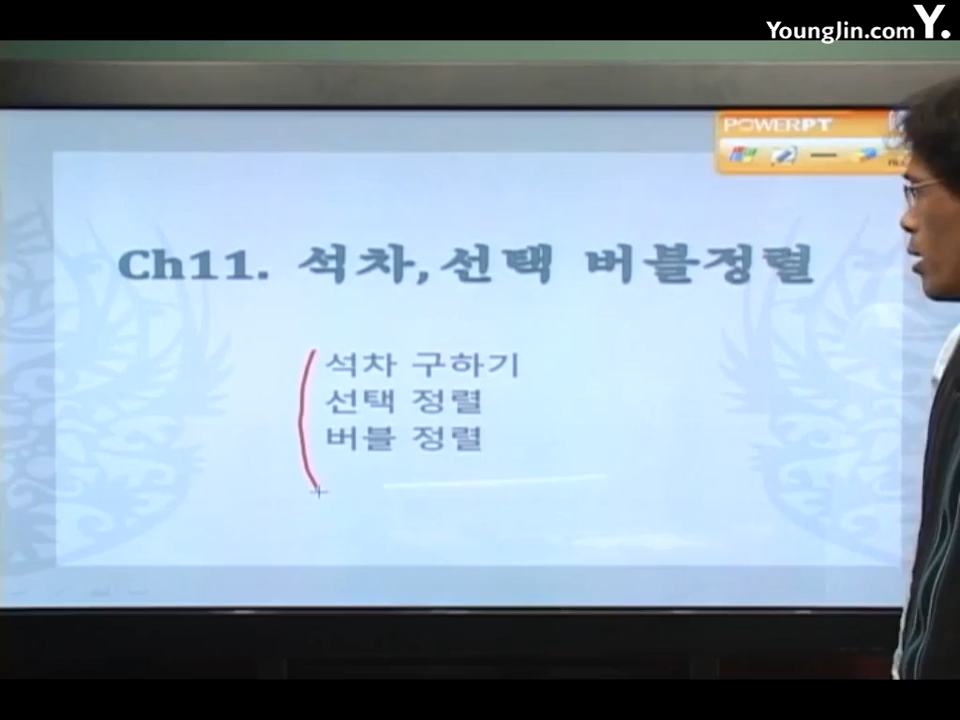 YoungJin.com Y.
POWERPT
Ch11. 석차,선택 버블정렬
석차 구하기
선택 정렬
버블 정렬